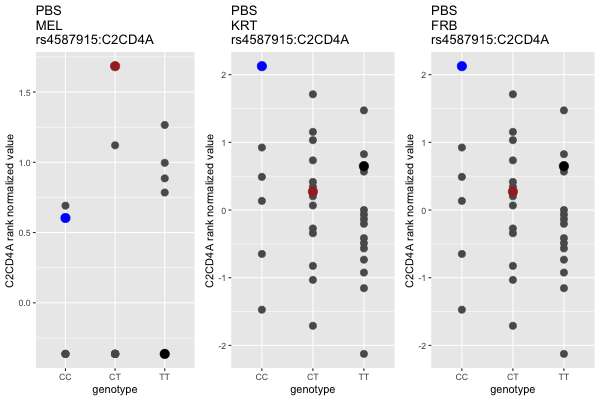 PBS
MEL
rs4587915:C2CD4A
C2CD4A rank normalized value
1.5
1.0
0.5
0.0
CC CT TT
genotype
PBS
KRT
rs4587915:C2CD4A
C2CD4A rank normalized value
2
1
0
-1
-2
CC CT TT
genotype
PBS
FRB
rs4587915:C2CD4A
C2CD4A rank normalized value
2
1
0
-1
-2
CC CT TT
genotype